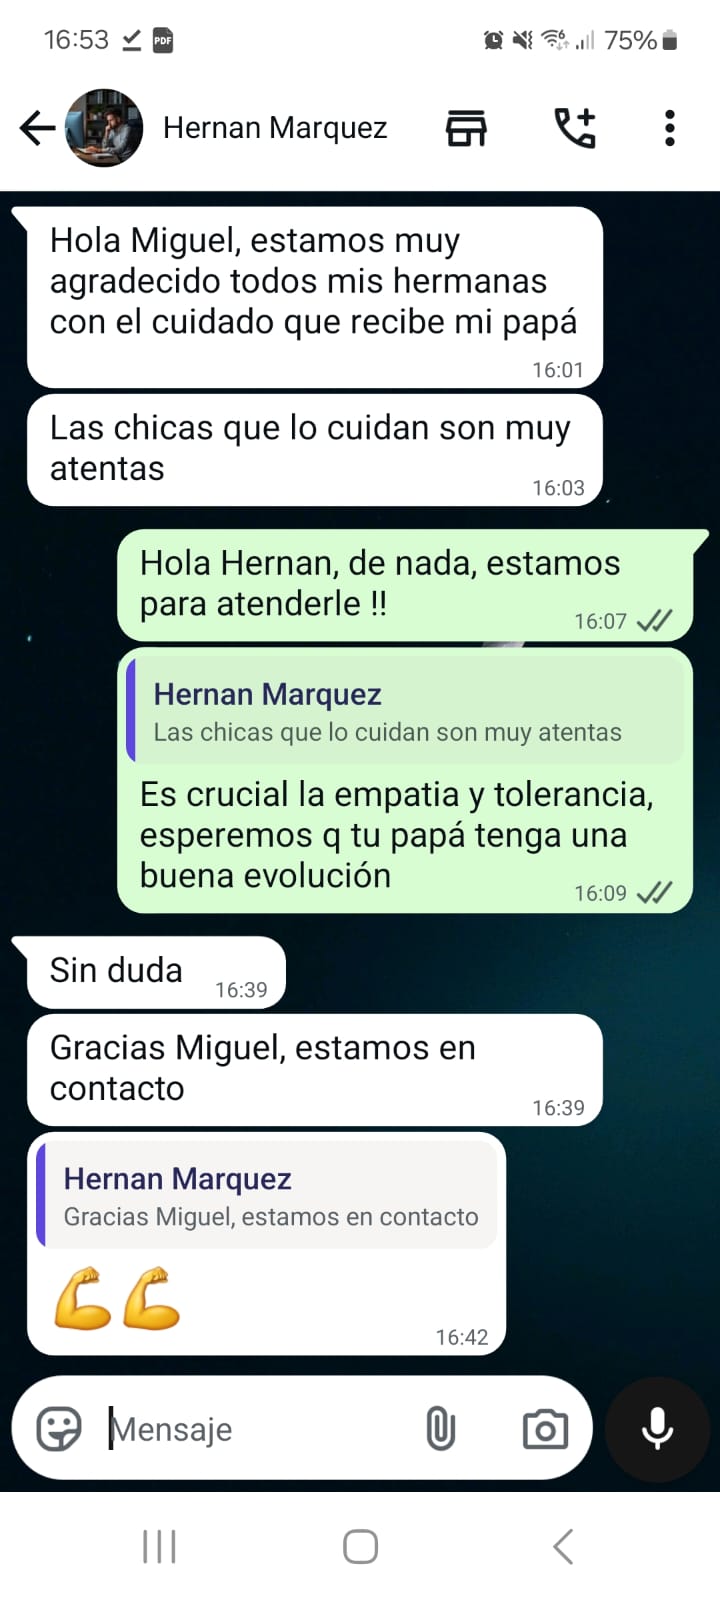 16:53 PDF 75%
Hernan Marquez
Hola Miguel, estamos muy
agradecido todos mis hermanas
con el cuidado que recibe mi papá
16:01
Las chicas que lo cuidan son muy
atentas
16:03
Hola Hernan, de nada, estamos
para atenderle !!
16:07
Hernan Marquez
Las chicas que lo cuidan son muy atentas
Es crucial la empatia y tolerancia,
esperemos q tu papá tenga una
buena evolución
16:09
Sin duda
16:39
Gracias Miguel, estamos en
contacto
16:39
Hernan Marquez
Gracias Miguel, estamos en contacto
💪💪
16:42
Mensaje